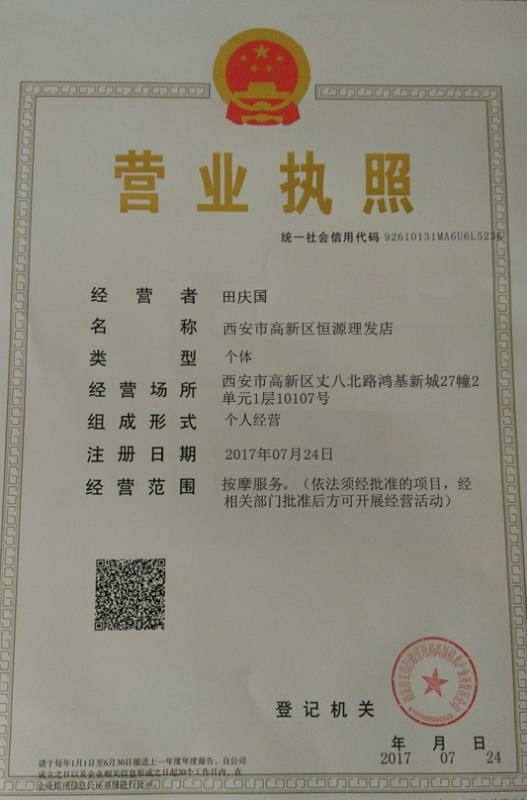 营业执照
统一社会信用代码 92610131MA6U6L523K
经营者 田庆国
名称 西安市高新区恒源理发店
类型 个体
经营场所 西安市高新区丈八北路鸿基新城27幢2
单元1层10107号
组成形式 个人经营
注册日期 2017年07月24日
经营范围 按摩服务。（依法须经批准的项目，经
相关部门批准后方可开展经营活动）
登记机关
年 月 日
2017 07 24
请于每年1月1日至6月30日报送上一年度年度报告。自公司
成立之日以及企业相关信息形成之日起20个工作日内，在
企业信用信息公示系统进行公示。